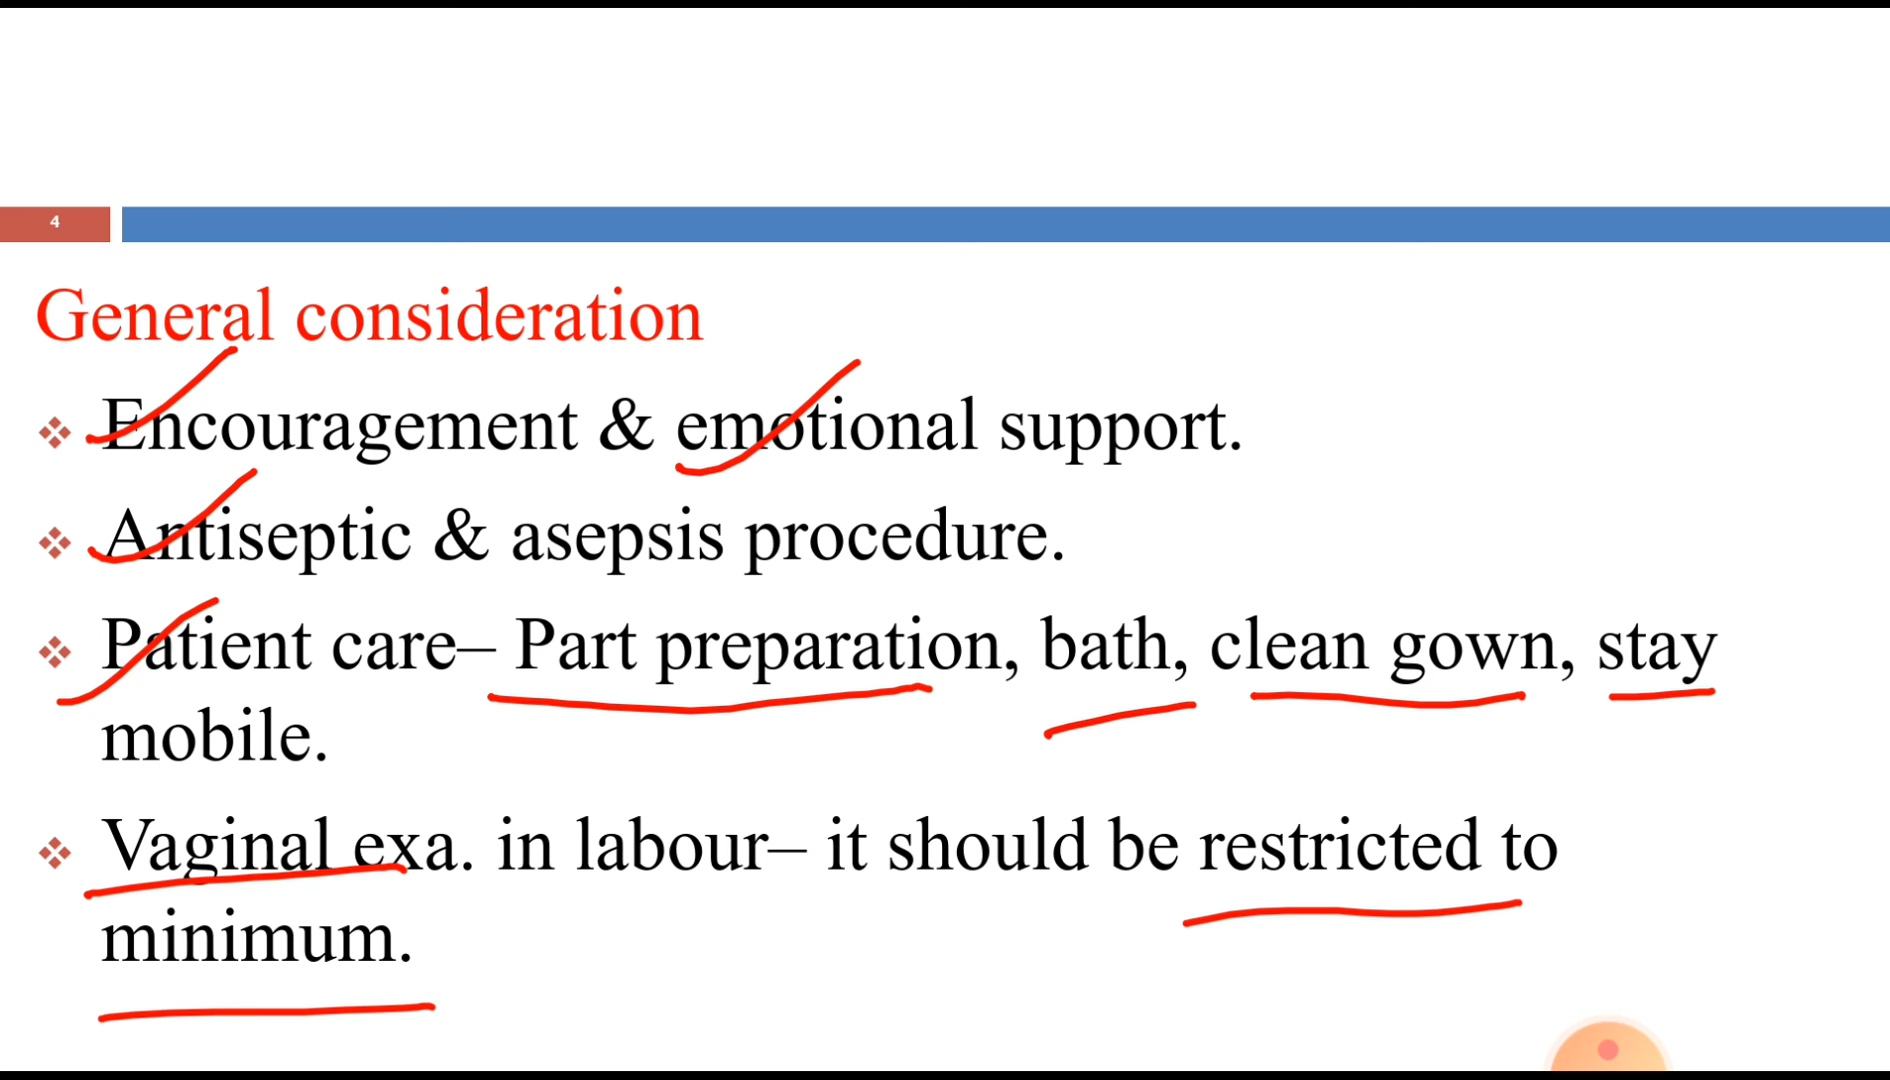 4
General consideration
❖ Encouragement & emotional support.
❖ Antiseptic & asepsis procedure.
❖ Patient care– Part preparation, bath, clean gown, stay
mobile.
❖ Vaginal exa. in labour– it should be restricted to
minimum.